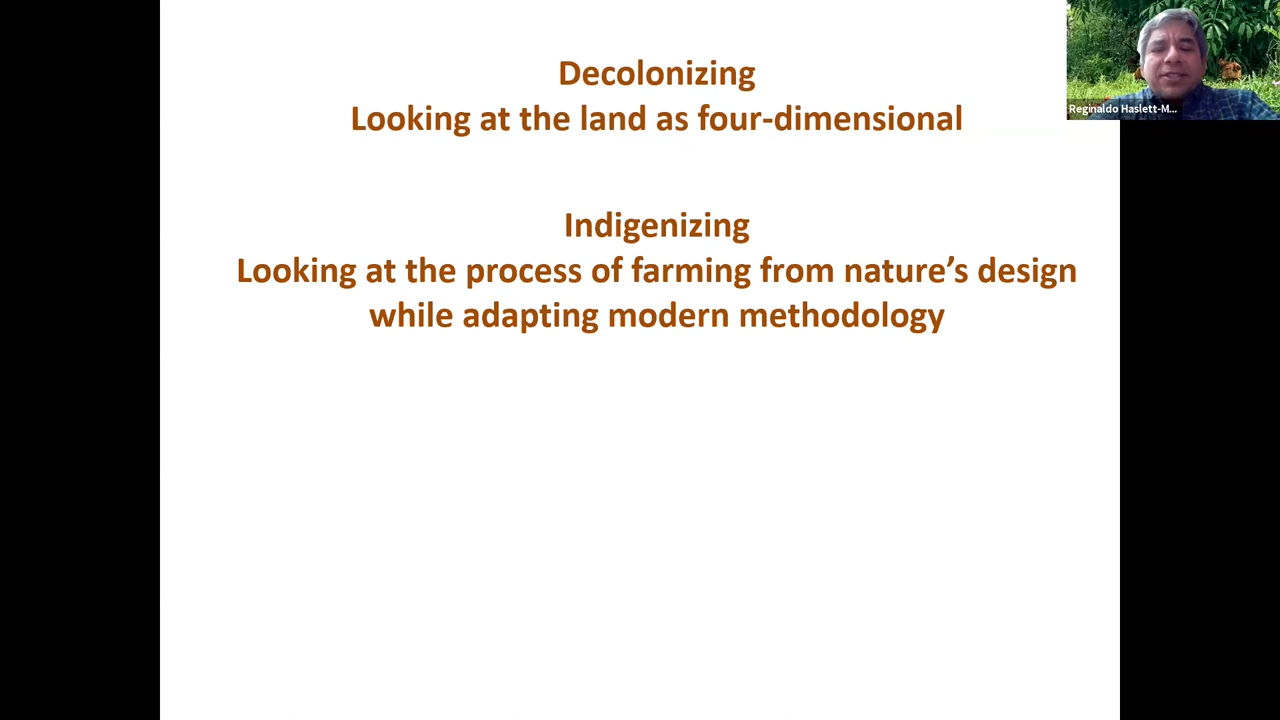 Decolonizing
Looking at the land as four-dimensional
Indigenizing
Looking at the process of farming from nature’s design
while adapting modern methodology
Reginaldo Haslett-M...